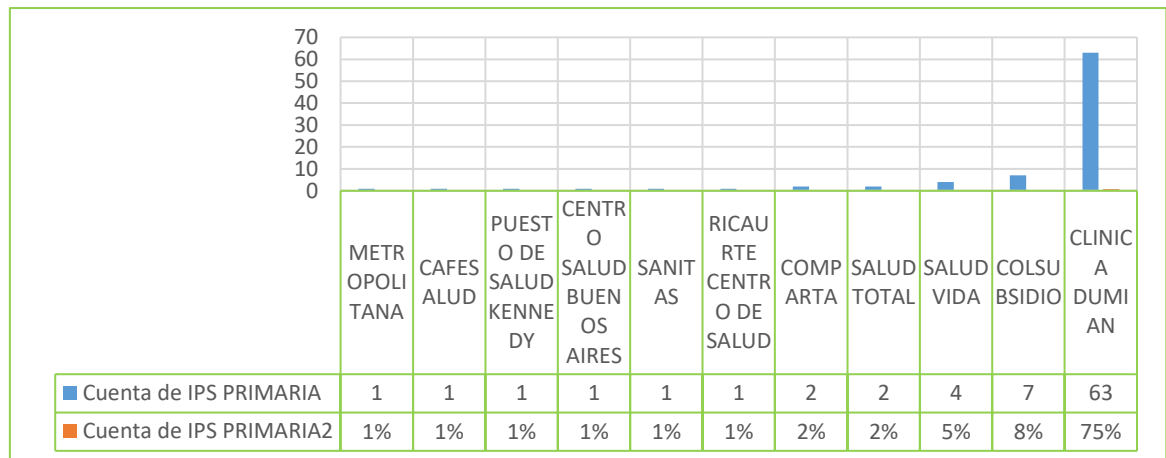 70
60
50
40
30
20
10
0
METR
OPOLI
TANA
CAFES
ALUD
PUEST
O DE
SALUD
KENNE
DY
CENTR
O
SALUD
BUEN
OS
AIRES
SANIT
AS
RICAU
RTE
CENTR
O DE
SALUD
COMP
ARTA
SALUD
TOTAL
SALUD
VIDA
COLSU
BSIDIO
CLINIC
A
DUMI
AN
Cuenta de IPS PRIMARIA 1 1 1 1 1 1 2 2 4 7 63
Cuenta de IPS PRIMARIA2 1% 1% 1% 1% 1% 1% 2% 2% 5% 8% 75%